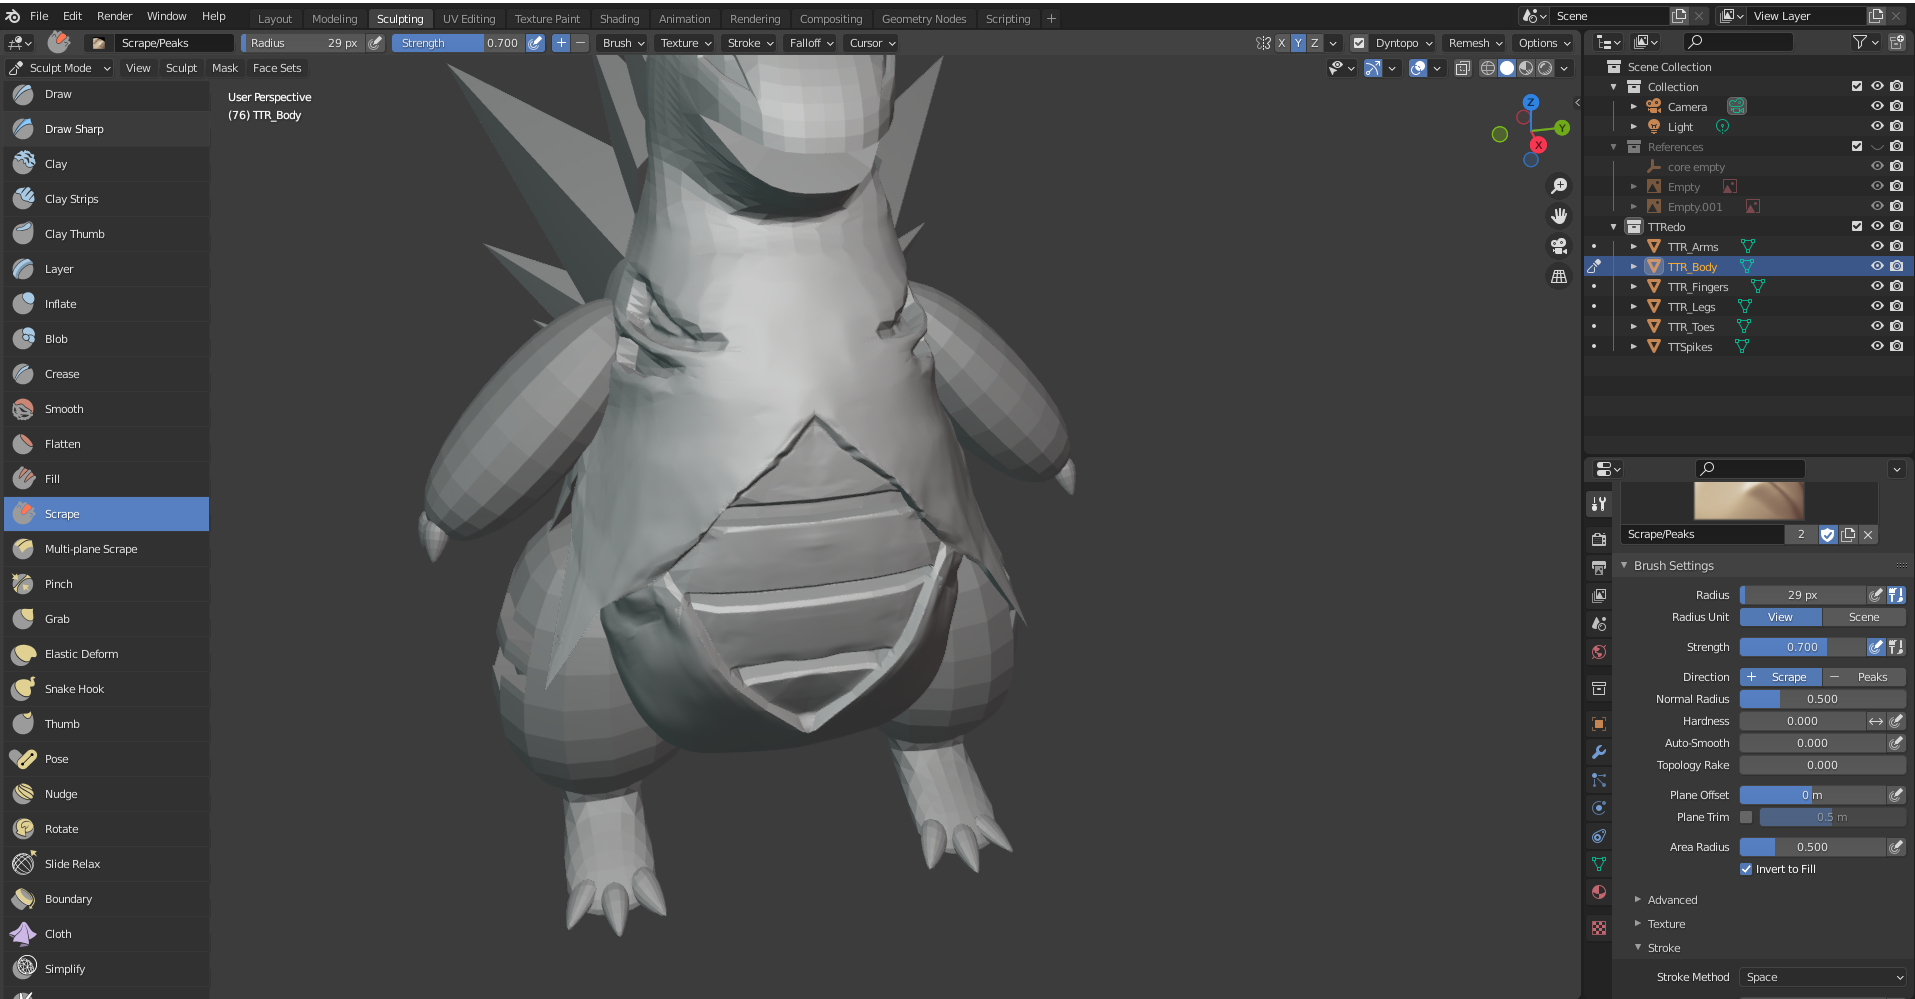 File Edit Render Window Help Layout Modeling Sculpting UV Editing Texture Paint Shading Animation Rendering Compositing Geometry Nodes Scripting + Scene View Layer
Scrape/Peaks Radius 29 px Strength 0.700 + − Brush Texture Stroke Falloff Cursor X Y Z Dyntopo Remesh Options
Sculpt Mode View Sculpt Mask Face Sets
Draw
Draw Sharp
Clay
Clay Strips
Clay Thumb
Layer
Inflate
Blob
Crease
Smooth
Flatten
Fill
Scrape
Multi-plane Scrape
Pinch
Grab
Elastic Deform
Snake Hook
Thumb
Pose
Nudge
Rotate
Slide Relax
Boundary
Cloth
Simplify
User Perspective
(76) TTR_Body
Z
Y
X
Scene Collection
Collection
Camera
Light
References
core empty
Empty
Empty.001
TTRedo
TTR_Arms
TTR_Body
TTR_Fingers
TTR_Legs
TTR_Toes
TTSpikes
Scrape/Peaks 2
Brush Settings
Radius 29 px
Radius Unit View Scene
Strength 0.700
Direction + Scrape − Peaks
Normal Radius 0.500
Hardness 0.000
Auto-Smooth 0.000
Topology Rake 0.000
Plane Offset 0 m
Plane Trim 0.5 m
Area Radius 0.500
Invert to Fill
Advanced
Texture
Stroke
Stroke Method Space